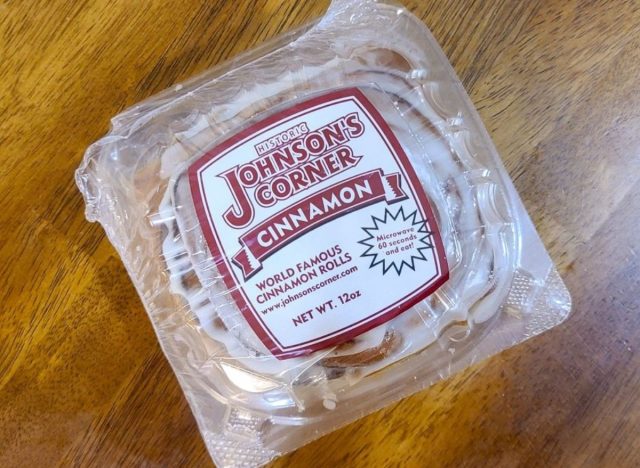 HISTORIC
JOHNSON'S
CORNER
CINNAMON
WORLD FAMOUS
CINNAMON ROLLS
www.johnsonscorner.com
NET WT. 12oz
Microwave
60 seconds
and eat!